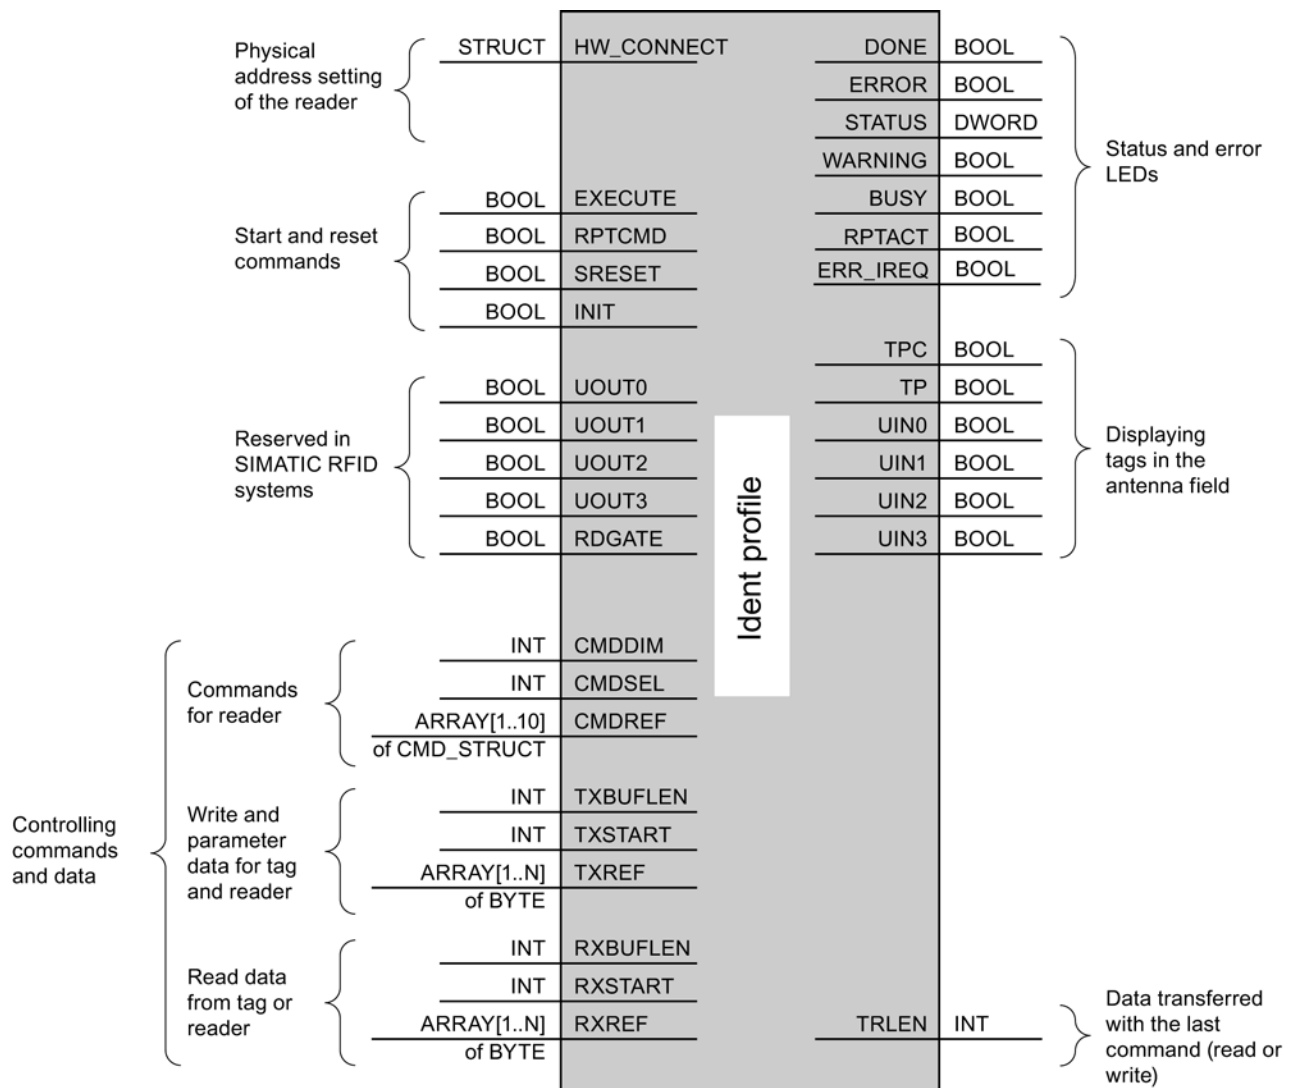 Physical
address setting
of the reader
STRUCT HW_CONNECT
Start and reset
commands
BOOL EXECUTE
BOOL RPTCMD
BOOL SRESET
BOOL INIT
Reserved in
SIMATIC RFID
systems
BOOL UOUT0
BOOL UOUT1
BOOL UOUT2
BOOL UOUT3
BOOL RDGATE
Controlling
commands
and data
Commands
for reader
INT CMDDIM
INT CMDSEL
ARRAY[1..10] CMDREF
of CMD_STRUCT
Write and
parameter
data for tag
and reader
INT TXBUFLEN
INT TXSTART
ARRAY[1..N] TXREF
of BYTE
Read data
from tag or
reader
INT RXBUFLEN
INT RXSTART
ARRAY[1..N] RXREF
of BYTE
Ident profile
DONE BOOL
ERROR BOOL
STATUS DWORD
WARNING BOOL
BUSY BOOL
RPTACT BOOL
ERR_IREQ BOOL
Status and error
LEDs
TPC BOOL
TP BOOL
UIN0 BOOL
UIN1 BOOL
UIN2 BOOL
UIN3 BOOL
Displaying
tags in the
antenna field
TRLEN INT
Data transferred
with the last
command (read or
write)